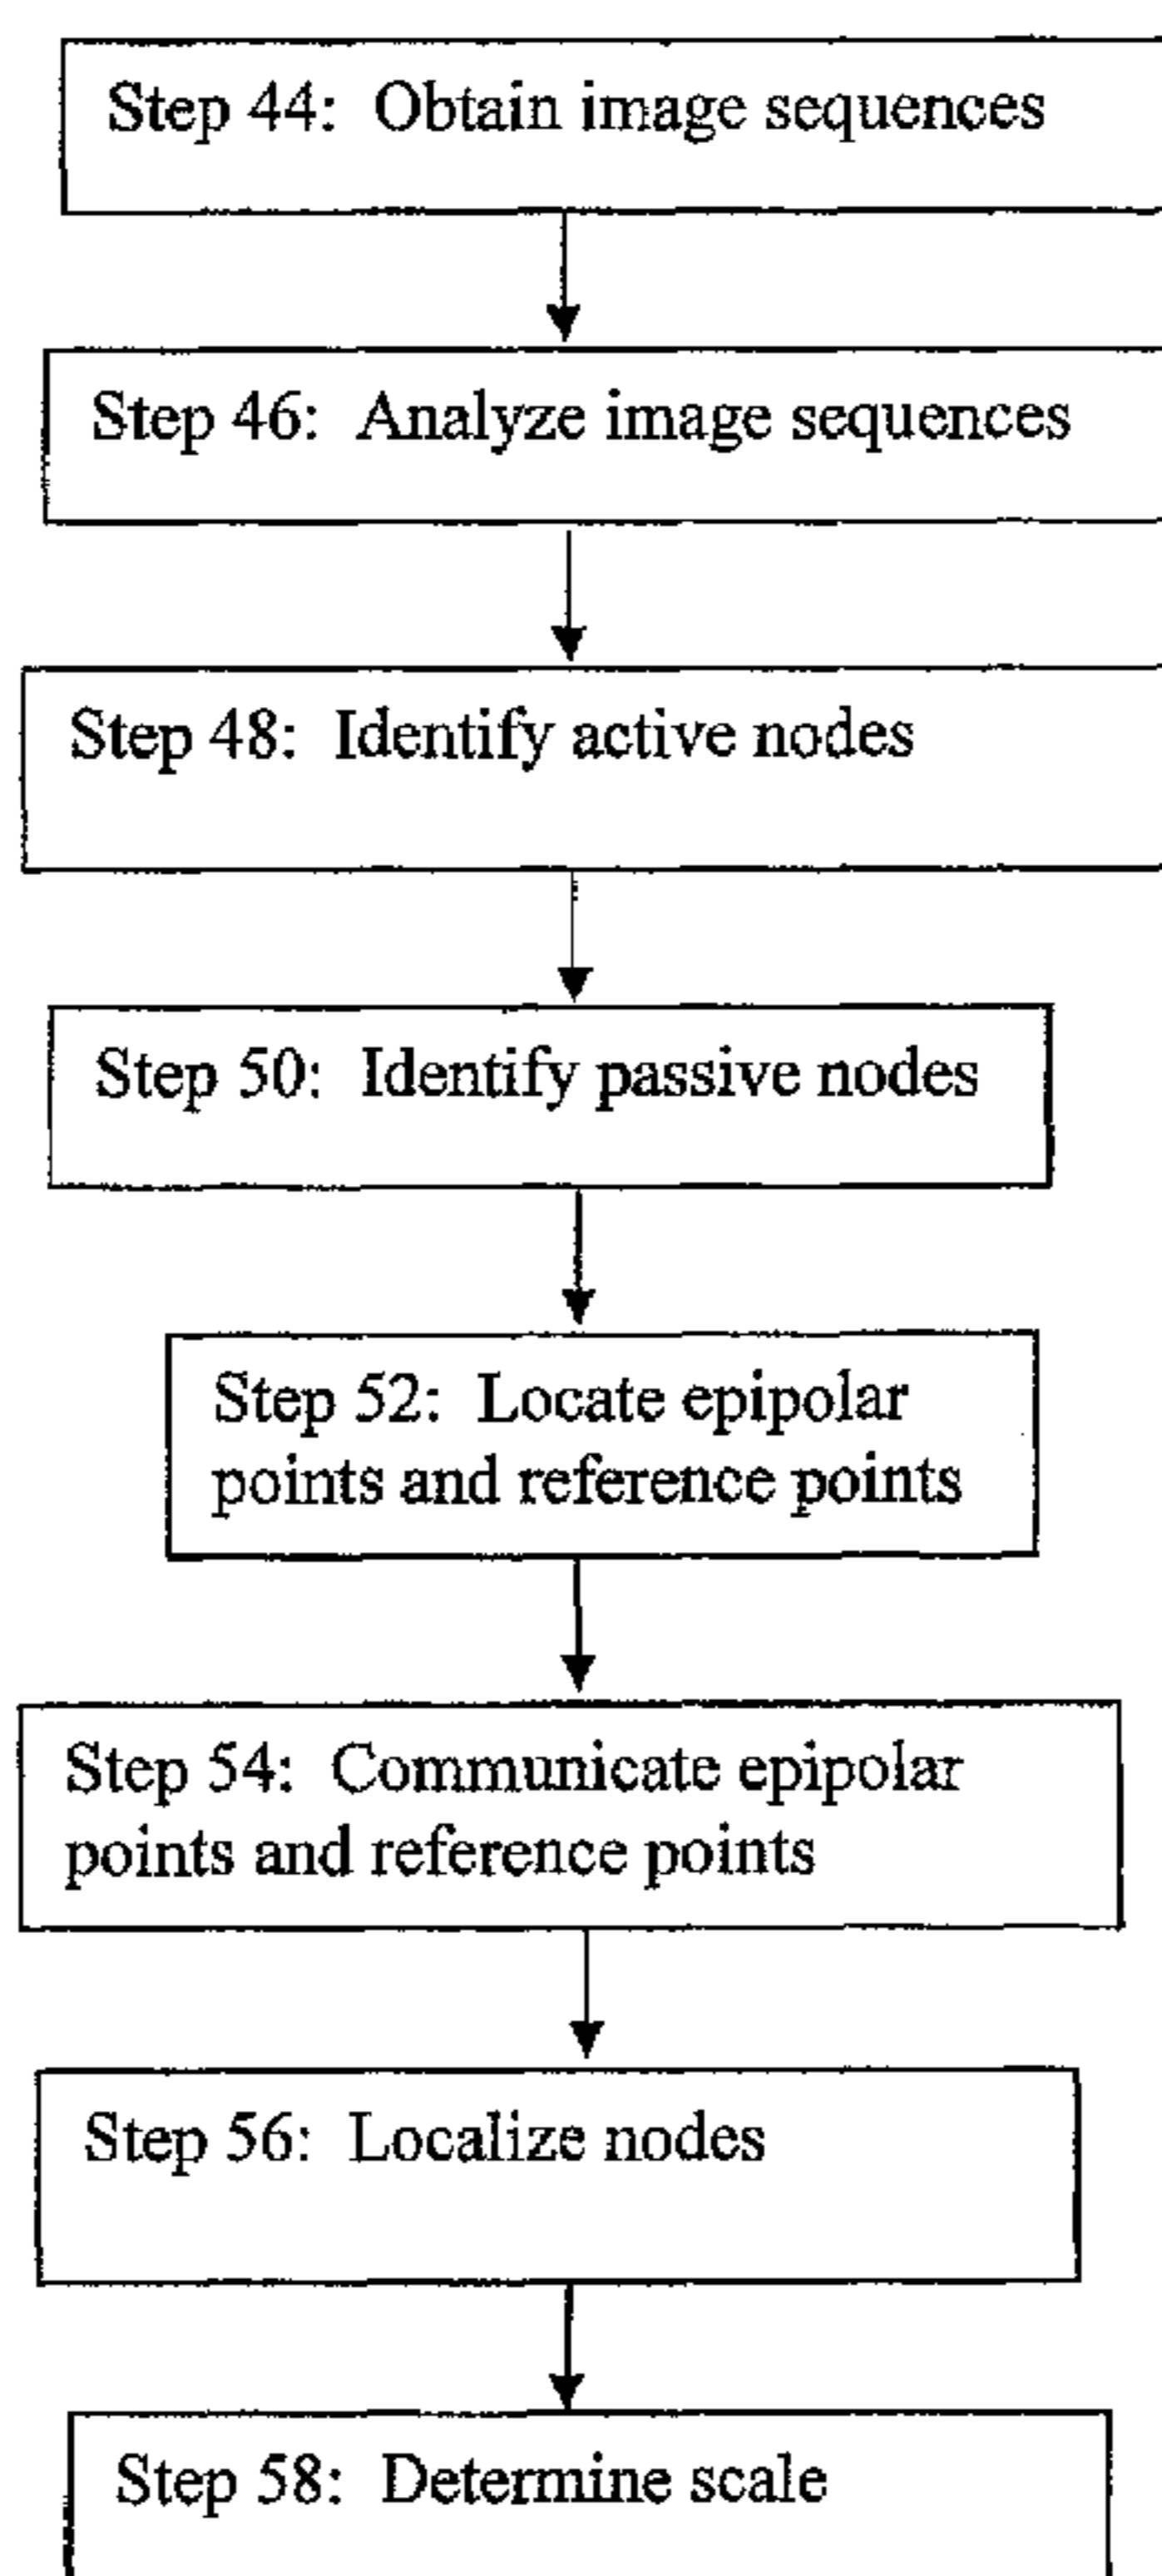 Step 44: Obtain image sequences
Step 46: Analyze image sequences
Step 48: Identify active nodes
Step 50: Identify passive nodes
Step 52: Locate epipolar
points and reference points
Step 54: Communicate epipolar
points and reference points
Step 56: Localize nodes
Step 58: Determine scale